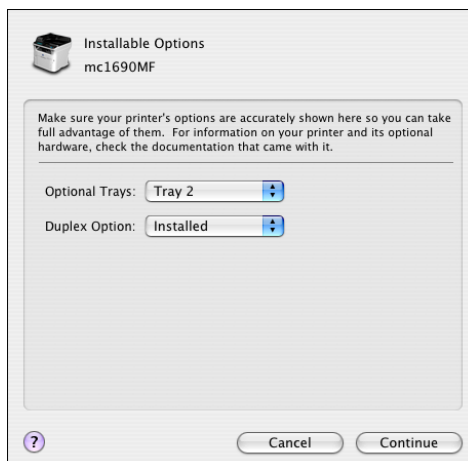 Installable Options
mc1690MF
Make sure your printer's options are accurately shown here so you can take
full advantage of them. For information on your printer and its optional
hardware, check the documentation that came with it.
Optional Trays: Tray 2
Duplex Option: Installed
? Cancel Continue